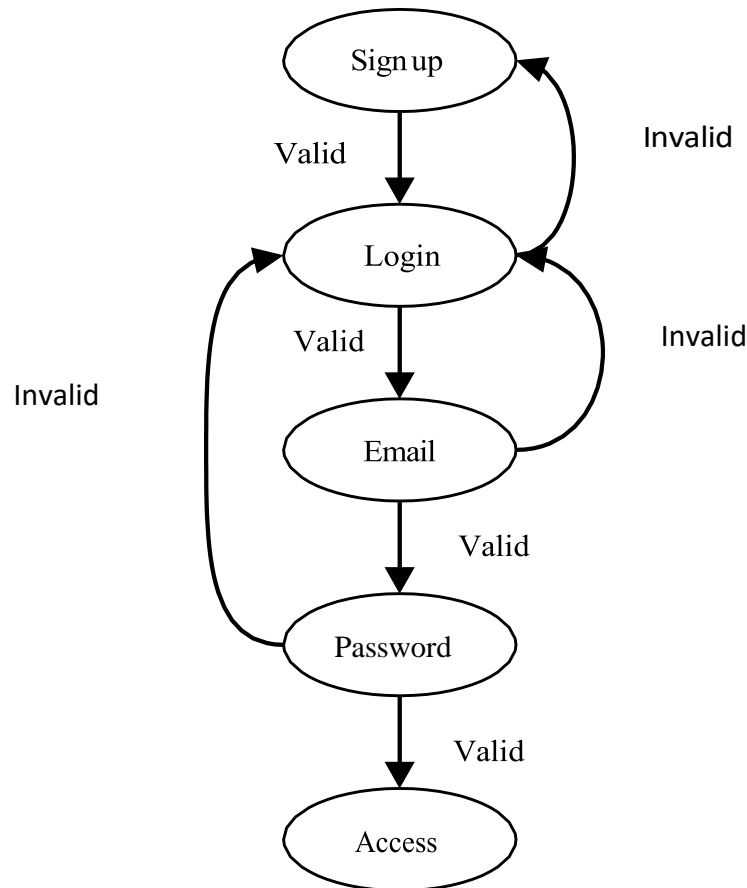 Sign up
Valid
Invalid
Login
Valid
Invalid
Invalid
Email
Valid
Password
Valid
Access